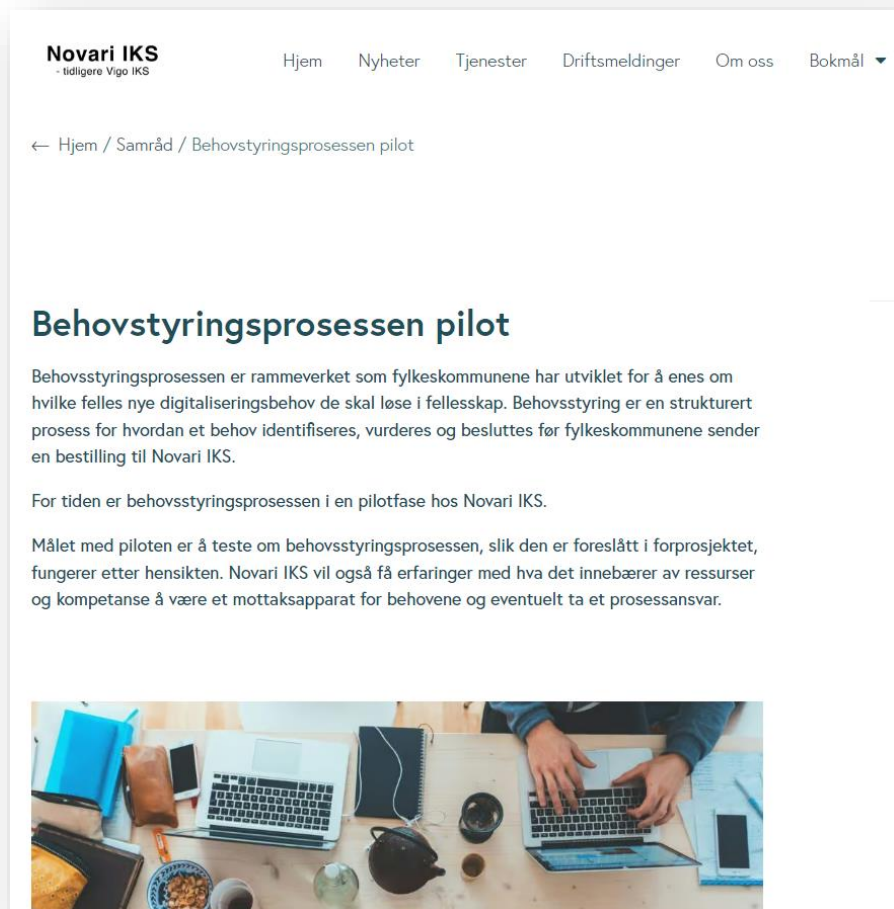 Novari IKS
- tidligere Vigo IKS
Hjem Nyheter Tjenester Driftsmeldinger Om oss Bokmål
← Hjem / Samråd / Behovstyringsprosessen pilot
Behovstyringsprosessen pilot
Behovsstyringsprosessen er rammeverket som fylkeskommunene har utviklet for å enes om
hvilke felles nye digitaliseringsbehov de skal løse i fellesskap. Behovsstyring er en strukturert
prosess for hvordan et behov identifiseres, vurderes og besluttes før fylkeskommunene sender
en bestilling til Novari IKS.
For tiden er behovsstyringsprosessen i en pilotfase hos Novari IKS.
Målet med piloten er å teste om behovsstyringsprosessen, slik den er foreslått i forprosjektet,
fungerer etter hensikten. Novari IKS vil også få erfaringer med hva det innebærer av ressurser
og kompetanse å være et mottaksapparat for behovene og eventuelt ta et prosessansvar.